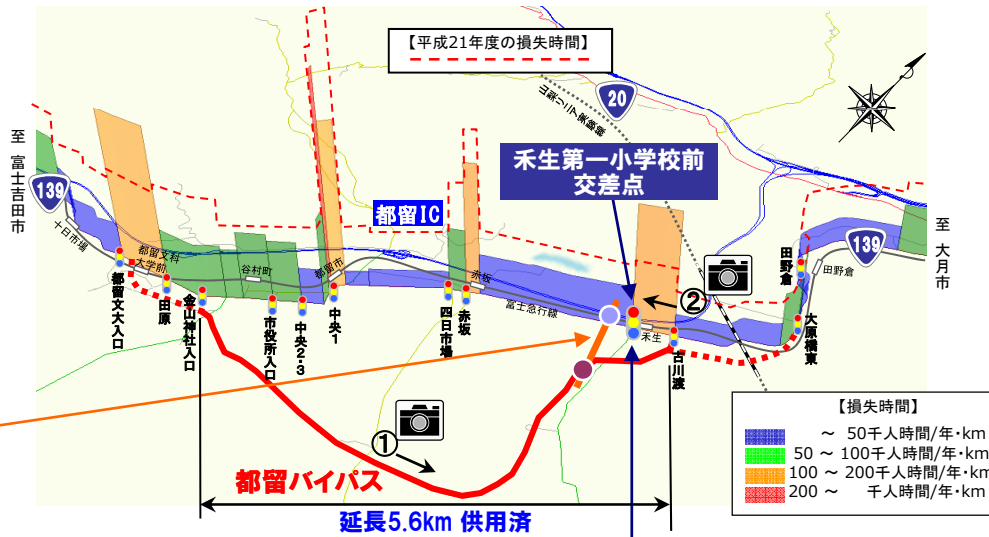 【平成21年度の損失時間】
20
山梨リニア実験線
禾生第一小学校前
交差点
至 富士吉田市
139
都留IC
至 大月市
139
十日市場
都留文科
大学前
谷村町
都留市
赤坂
富士急行線
禾生
田野倉
田野倉
都留文大入口
田原
金山神社入口
市役所入口
中央2・3
中央1
四日市場
赤坂
古川渡
大原橋東
②
①
都留バイパス
延長5.6km 供用済
【損失時間】
~ 50千人時間/年・km
50 ~ 100千人時間/年・km
100 ~ 200千人時間/年・km
200 ~ 千人時間/年・km